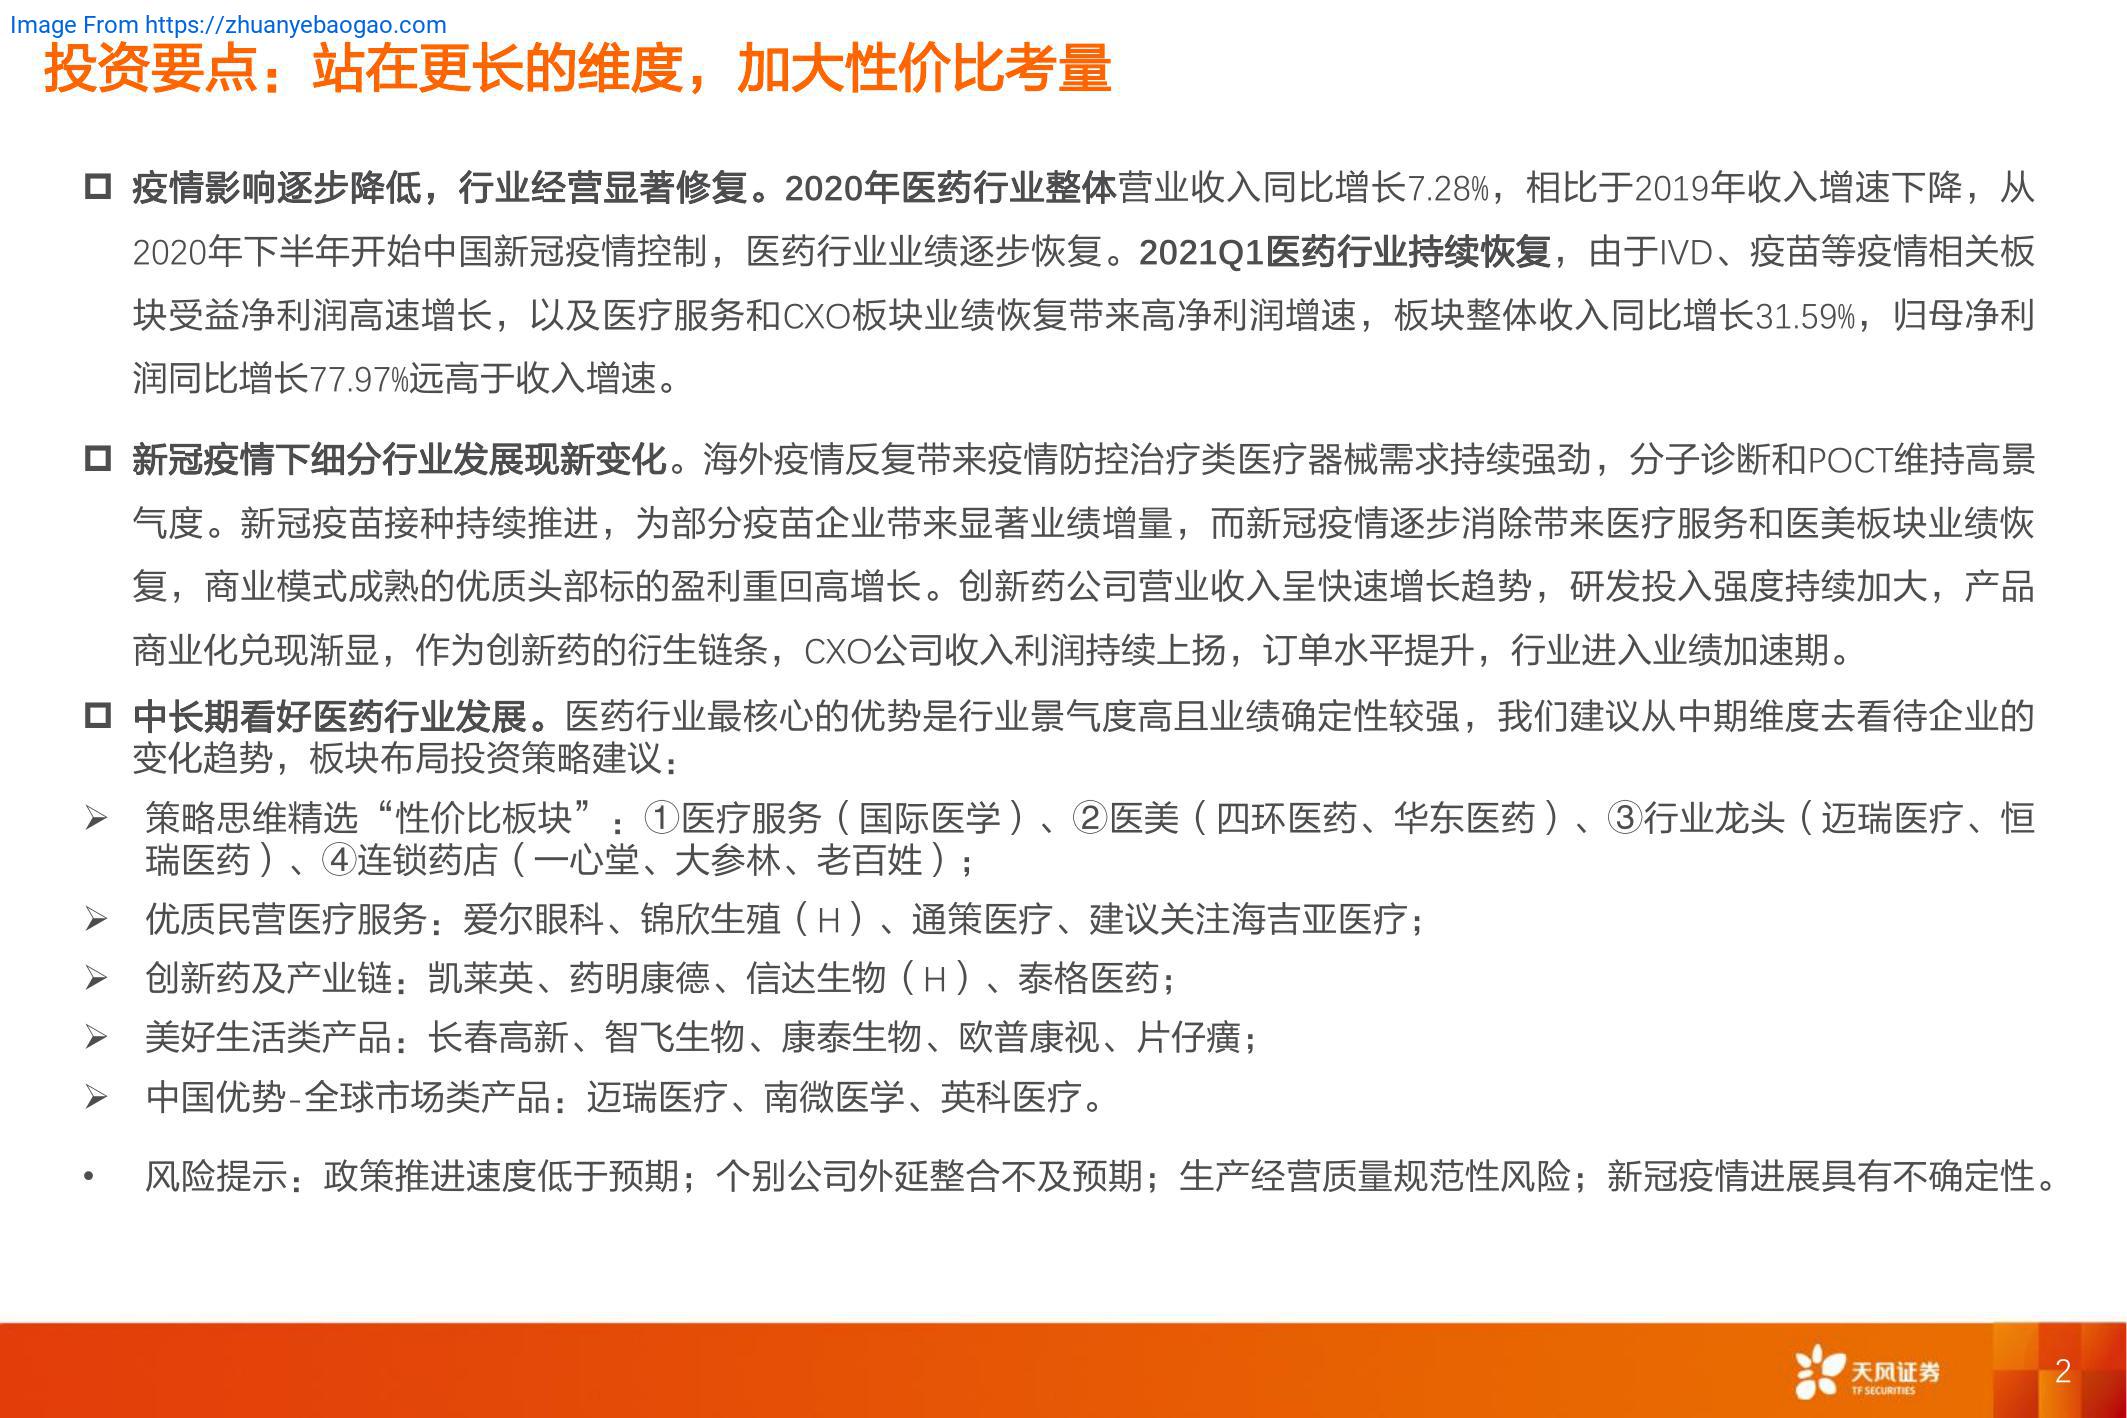 Image From https://zhuanyebaogao.com
投资要点：站在更长的维度，加大性价比考量
疫情影响逐步降低，行业经营显著修复。2020年医药行业整体营业收入同比增长7.28%，相比于2019年收入增速下降，从
2020年下半年开始中国新冠疫情控制，医药行业业绩逐步恢复。2021Q1医药行业持续恢复，由于IVD、疫苗等疫情相关板
块受益净利润高速增长，以及医疗服务和CXO板块业绩恢复带来高净利润增速，板块整体收入同比增长31.59%，归母净利
润同比增长77.97%远高于收入增速。
新冠疫情下细分行业发展现新变化。海外疫情反复带来疫情防控治疗类医疗器械需求持续强劲，分子诊断和POCT维持高景
气度。新冠疫苗接种持续推进，为部分疫苗企业带来显著业绩增量，而新冠疫情逐步消除带来医疗服务和医美板块业绩恢
复，商业模式成熟的优质头部标的盈利重回高增长。创新药公司营业收入呈快速增长趋势，研发投入强度持续加大，产品
商业化兑现渐显，作为创新药的衍生链条，CXO公司收入利润持续上扬，订单水平提升，行业进入业绩加速期。
中长期看好医药行业发展。医药行业最核心的优势是行业景气度高且业绩确定性较强，我们建议从中期维度去看待企业的
变化趋势，板块布局投资策略建议：
策略思维精选“性价比板块”：①医疗服务（国际医学）、②医美（四环医药、华东医药）、③行业龙头（迈瑞医疗、恒
瑞医药）、④连锁药店（一心堂、大参林、老百姓）；
优质民营医疗服务：爱尔眼科、锦欣生殖（H）、通策医疗、建议关注海吉亚医疗；
创新药及产业链：凯莱英、药明康德、信达生物（H）、泰格医药；
美好生活类产品：长春高新、智飞生物、康泰生物、欧普康视、片仔癀；
中国优势-全球市场类产品：迈瑞医疗、南微医学、英科医疗。
• 风险提示：政策推进速度低于预期；个别公司外延整合不及预期；生产经营质量规范性风险；新冠疫情进展具有不确定性。
天风证券
TF SECURITIES
2